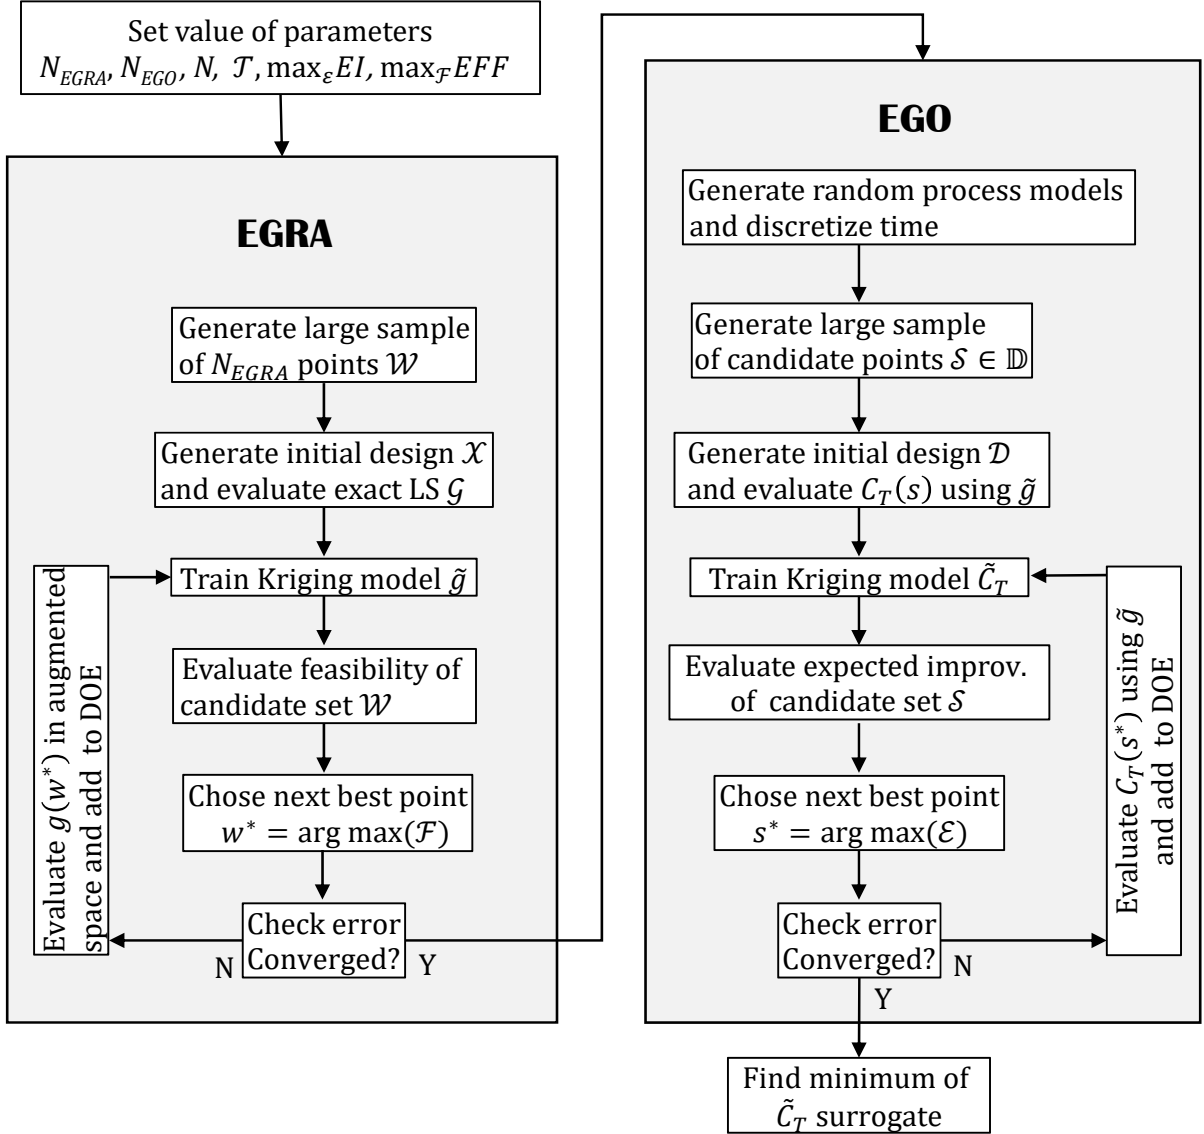 Set value of parameters
N_EGRA, N_EGO, N, 𝒯, max_ℰ EI, max_ℱ EFF
EGRA
Generate large sample
of N_EGRA points 𝒲
Generate initial design 𝒳
and evaluate exact LS 𝒢
Train Kriging model g̃
Evaluate feasibility of
candidate set 𝒲
Chose next best point
w* = arg max(ℱ)
Check error
Converged?
N
Y
Evaluate g(w*) in augmented
space and add to DOE
EGO
Generate random process models
and discretize time
Generate large sample
of candidate points 𝒮 ∈ 𝔻
Generate initial design 𝒟
and evaluate C_T(s) using g̃
Train Kriging model C̃_T
Evaluate expected improv.
of candidate set 𝒮
Chose next best point
s* = arg max(ℰ)
Check error
Converged?
N
Y
Evaluate C_T(s*) using g̃
and add to DOE
Find minimum of
C̃_T surrogate